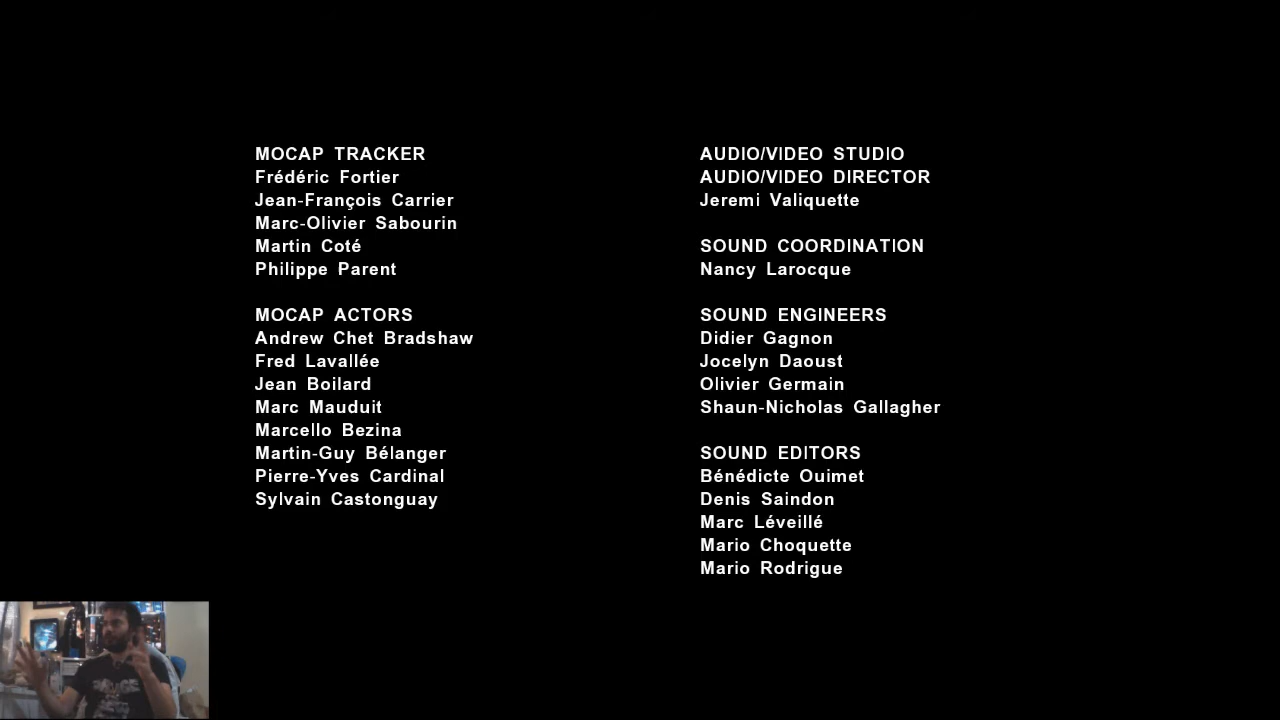 MOCAP TRACKER
Frédéric Fortier
Jean-François Carrier
Marc-Olivier Sabourin
Martin Coté
Philippe Parent
MOCAP ACTORS
Andrew Chet Bradshaw
Fred Lavallée
Jean Boilard
Marc Mauduit
Marcello Bezina
Martin-Guy Bélanger
Pierre-Yves Cardinal
Sylvain Castonguay
AUDIO/VIDEO STUDIO
AUDIO/VIDEO DIRECTOR
Jeremi Valiquette
SOUND COORDINATION
Nancy Larocque
SOUND ENGINEERS
Didier Gagnon
Jocelyn Daoust
Olivier Germain
Shaun-Nicholas Gallagher
SOUND EDITORS
Bénédicte Ouimet
Denis Saindon
Marc Léveillé
Mario Choquette
Mario Rodrigue